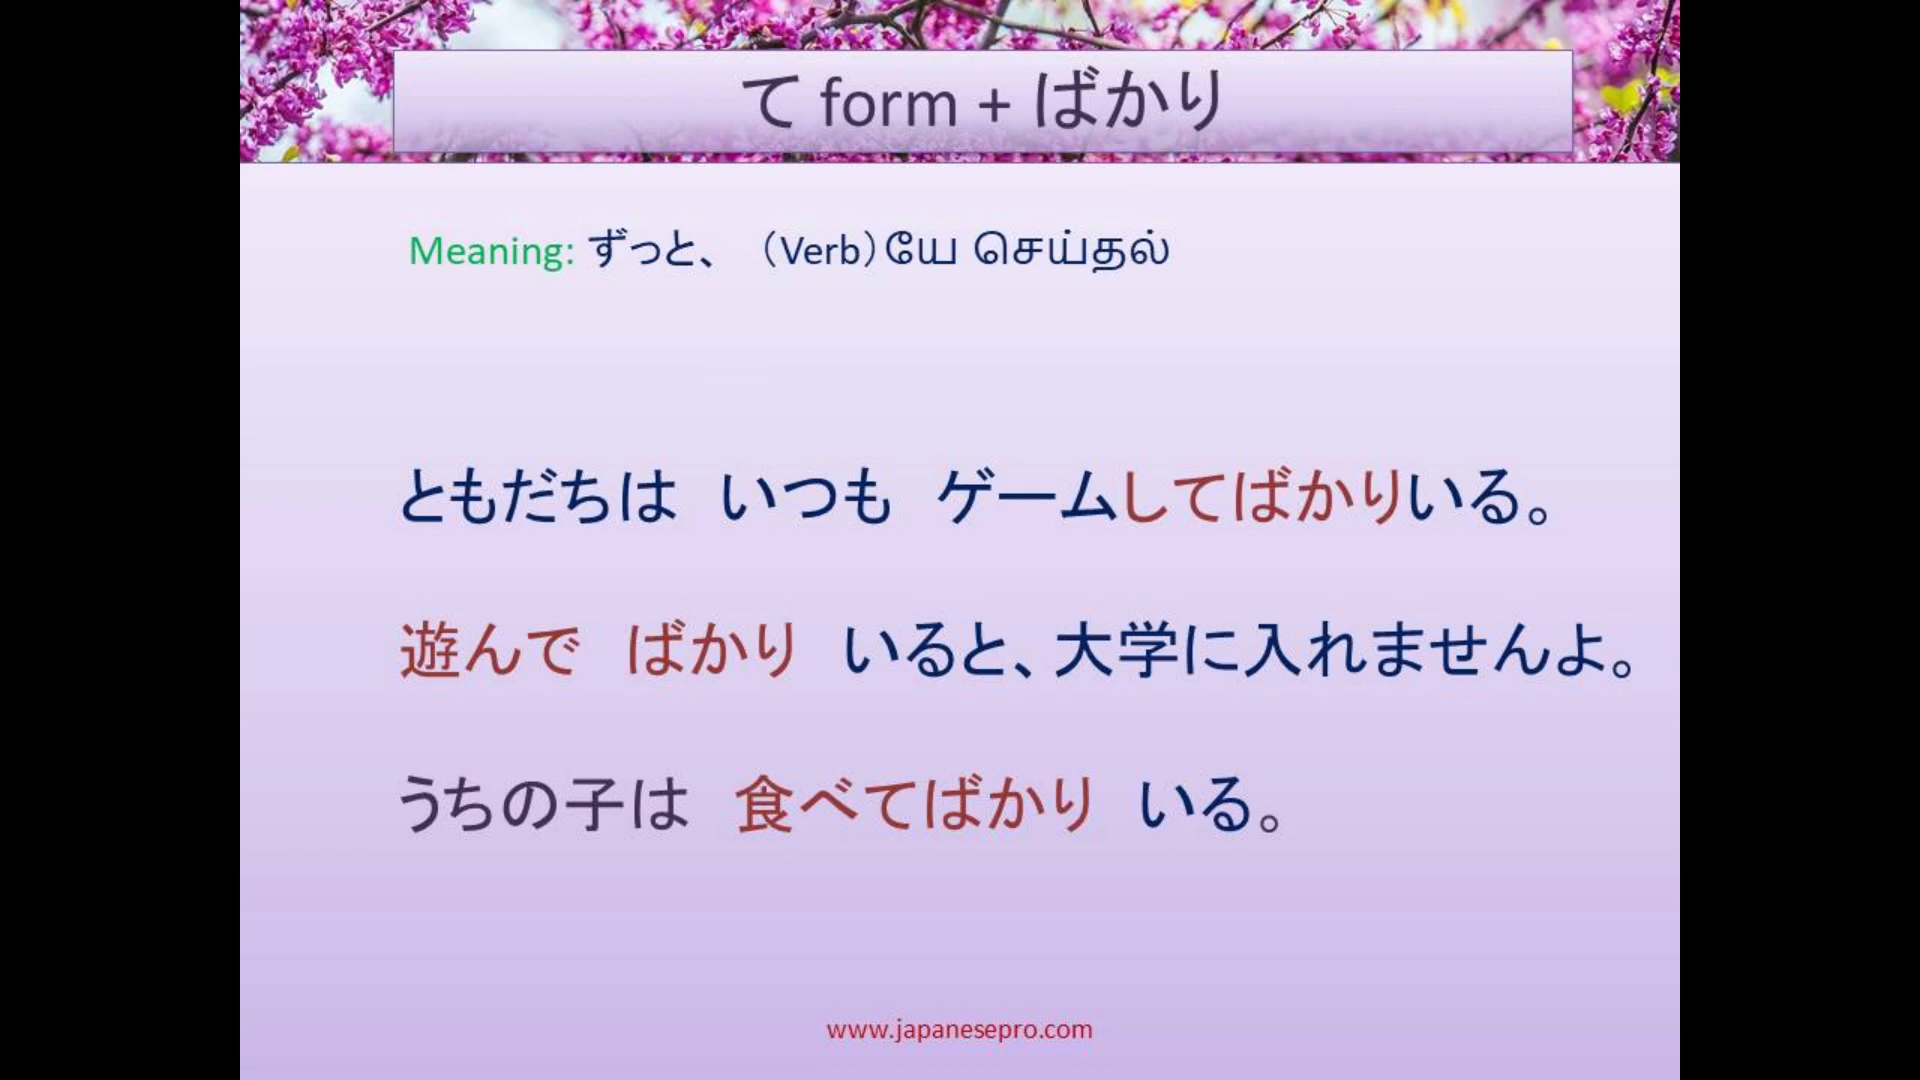 て form + ばかり
Meaning: ずっと、 （Verb）யே செய்தல்
ともだちは　いつも　ゲームしてばかりいる。
遊んで　ばかり　いると、大学に入れませんよ。
うちの子は　食べてばかり　いる。
www.japanesepro.com